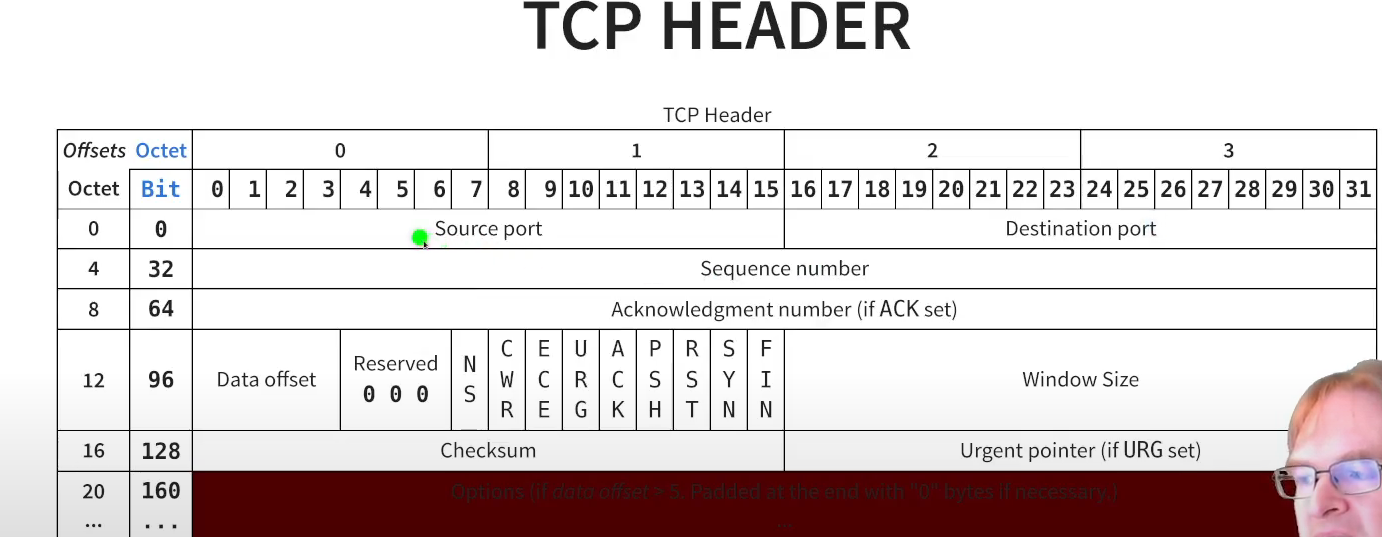 TCP HEADER
TCP Header
Offsets Octet 0 1 2 3
Octet Bit 0 1 2 3 4 5 6 7 8 9 10 11 12 13 14 15 16 17 18 19 20 21 22 23 24 25 26 27 28 29 30 31
0 0 Source port Destination port
4 32 Sequence number
8 64 Acknowledgment number (if ACK set)
12 96 Data offset Reserved 0 0 0 NS CWR ECE URG ACK PSH RST SYN FIN Window Size
16 128 Checksum Urgent pointer (if URG set)
20 160 Options (if data offset > 5. Padded at the end with "0" bytes if necessary.)
... ... ...